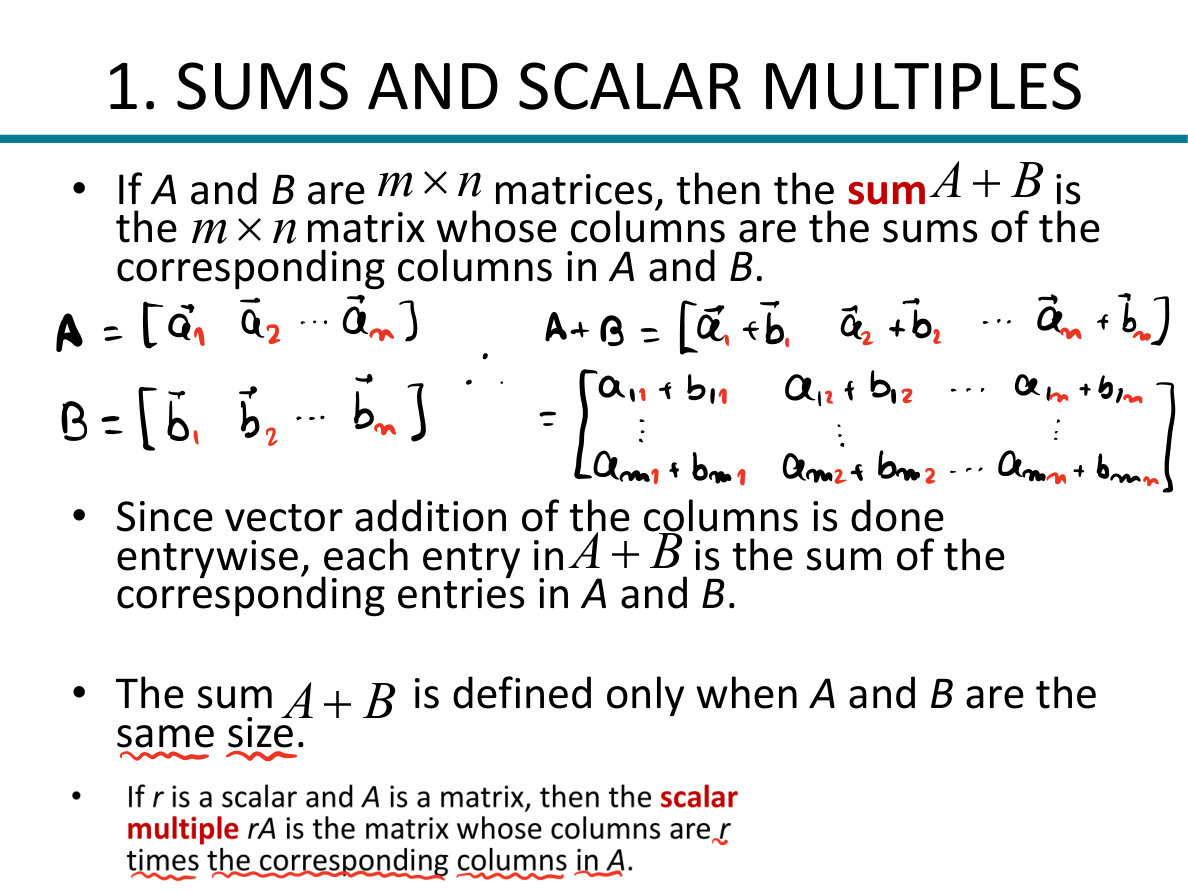 1. SUMS AND SCALAR MULTIPLES
• If A and B are m × n matrices, then the sum A + B is
the m × n matrix whose columns are the sums of the
corresponding columns in A and B.
A = [a⃗₁ a⃗₂ ... a⃗ₙ]
B = [b⃗₁ b⃗₂ ... b⃗ₙ]
∴
A+B = [a⃗₁+b⃗₁ a⃗₂+b⃗₂ ... a⃗ₙ+b⃗ₙ]
= [a₁₁+b₁₁ a₁₂+b₁₂ ... a₁ₙ+b₁ₙ
⋮ ⋮ ⋮
aₘ₁+bₘ₁ aₘ₂+bₘ₂ ... aₘₙ+bₘₙ]
• Since vector addition of the columns is done
entrywise, each entry in A + B is the sum of the
corresponding entries in A and B.
• The sum A + B is defined only when A and B are the
same size.
• If r is a scalar and A is a matrix, then the scalar
multiple rA is the matrix whose columns are r
times the corresponding columns in A.